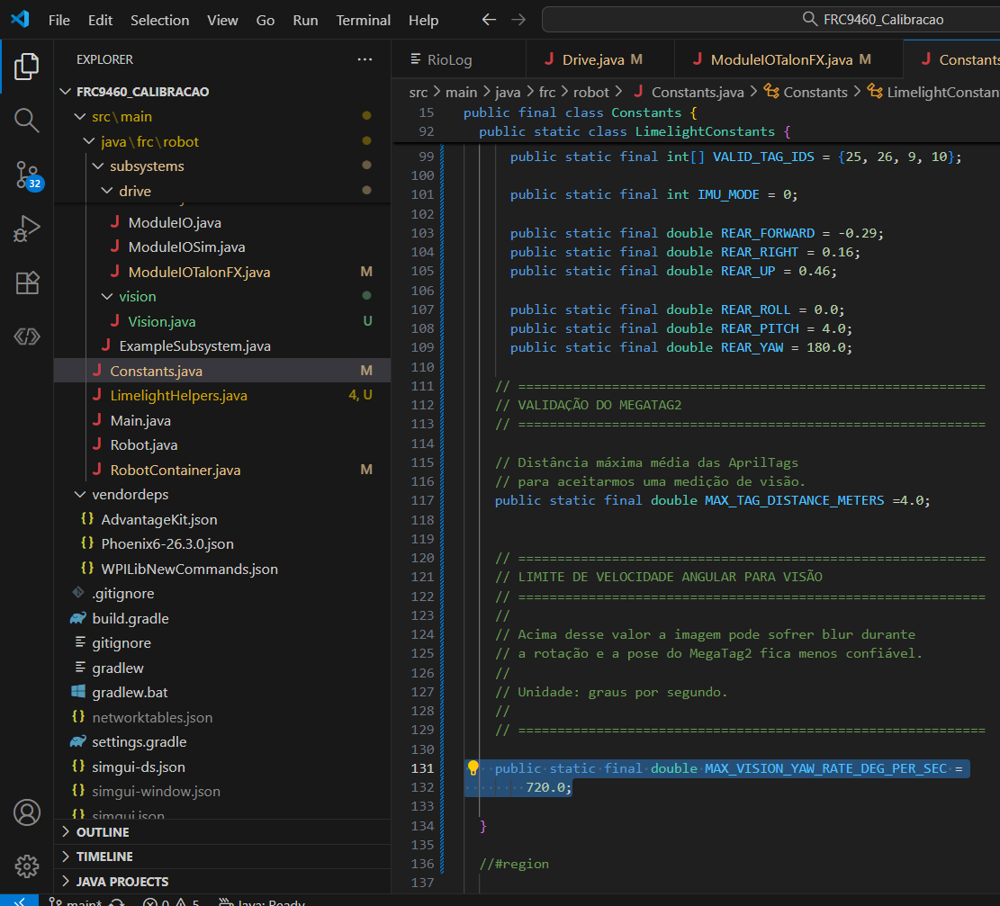 File Edit Selection View Go Run Terminal Help
FRC9460_Calibracao
EXPLORER
FRC9460_CALIBRACAO
src\main
java\frc\robot
subsystems
drive
ModuleIO.java
ModuleIOSim.java
ModuleIOTalonFX.java M
vision
Vision.java U
ExampleSubsystem.java
Constants.java M
LimelightHelpers.java 4, U
Main.java
Robot.java
RobotContainer.java M
vendordeps
{} AdvantageKit.json
{} Phoenix6-26.3.0.json
{} WPILibNewCommands.json
.gitignore
build.gradle
gitignore
gradlew
gradlew.bat
{} networktables.json
settings.gradle
{} simgui-ds.json
{} simgui-window.json
{} simgui.json
OUTLINE
TIMELINE
JAVA PROJECTS
32
RioLog
J Drive.java M
J ModuleIOTalonFX.java M
J Constants
src > main > java > frc > robot > J Constants.java > Constants > LimelightConstan
15 public final class Constants {
92 public static class LimelightConstants {
99 public static final int[] VALID_TAG_IDS = {25, 26, 9, 10};
100
101 public static final int IMU_MODE = 0;
102
103 public static final double REAR_FORWARD = -0.29;
104 public static final double REAR_RIGHT = 0.16;
105 public static final double REAR_UP = 0.46;
106
107 public static final double REAR_ROLL = 0.0;
108 public static final double REAR_PITCH = 4.0;
109 public static final double REAR_YAW = 180.0;
110
111 // ============================================================
112 // VALIDAÇÃO DO MEGATAG2
113 // ============================================================
114
115 // Distância máxima média das AprilTags
116 // para aceitarmos uma medição de visão.
117 public static final double MAX_TAG_DISTANCE_METERS =4.0;
118
119
120 // ============================================================
121 // LIMITE DE VELOCIDADE ANGULAR PARA VISÃO
122 // ============================================================
123 //
124 // Acima desse valor a imagem pode sofrer blur durante
125 // a rotação e a pose do MegaTag2 fica menos confiável.
126 //
127 // Unidade: graus por segundo.
128 //
129 // ============================================================
130
131 public static final double MAX_VISION_YAW_RATE_DEG_PER_SEC =
132 720.0;
133
134 }
135
136 //#region
137
main* 0 5 Java: Ready